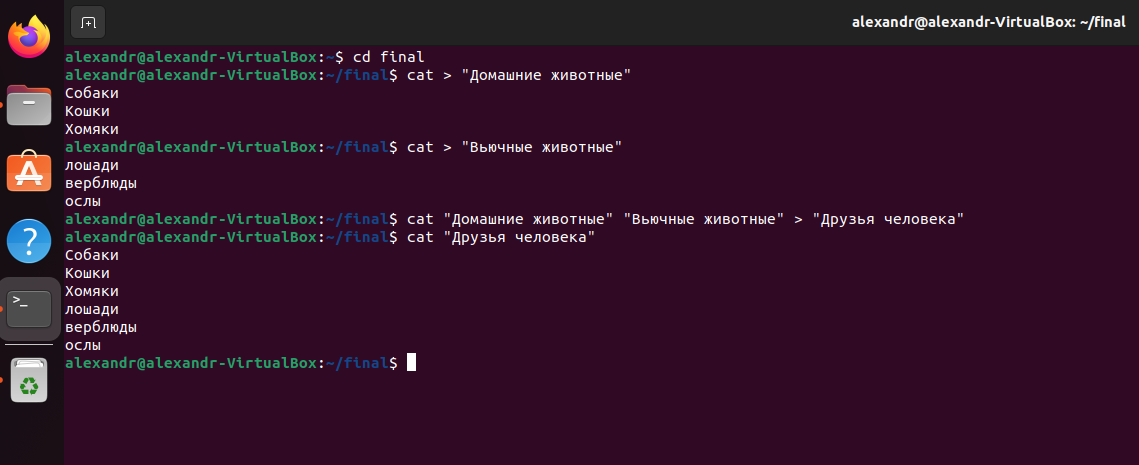 alexandr@alexandr-VirtualBox: ~/final
alexandr@alexandr-VirtualBox:~$ cd final
alexandr@alexandr-VirtualBox:~/final$ cat > "Домашние животные"
Собаки
Кошки
Хомяки
alexandr@alexandr-VirtualBox:~/final$ cat > "Вьючные животные"
лошади
верблюды
ослы
alexandr@alexandr-VirtualBox:~/final$ cat "Домашние животные" "Вьючные животные" > "Друзья человека"
alexandr@alexandr-VirtualBox:~/final$ cat "Друзья человека"
Собаки
Кошки
Хомяки
лошади
верблюды
ослы
alexandr@alexandr-VirtualBox:~/final$